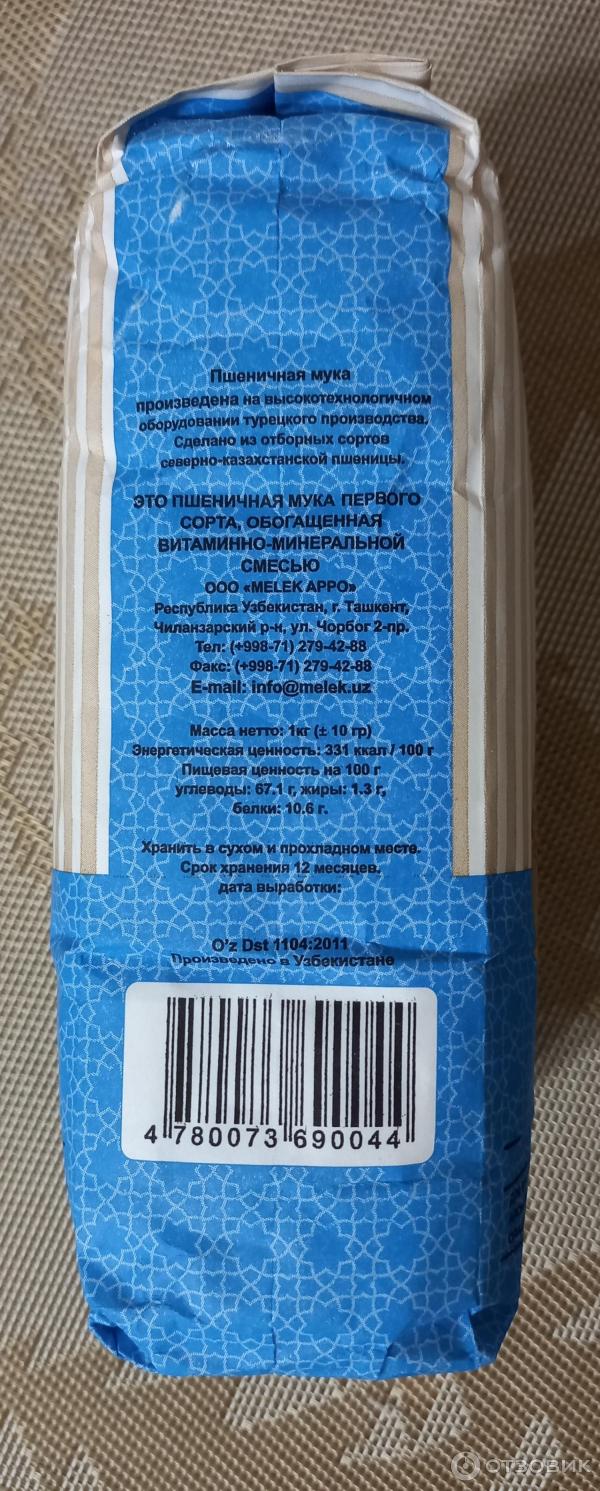 Пшеничная мука
произведена на высокотехнологичном
оборудовании турецкого производства.
Сделано из отборных сортов
северно-казахстанской пшеницы.
ЭТО ПШЕНИЧНАЯ МУКА ПЕРВОГО
СОРТА, ОБОГАЩЕННАЯ
ВИТАМИННО-МИНЕРАЛЬНОЙ
СМЕСЬЮ
ООО «MELEK APPO»
Республика Узбекистан, г. Ташкент,
Чиланзарский р-н, ул. Чорбог 2-пр.
Тел: (+998-71) 279-42-88
Факс: (+998-71) 279-42-88
E-mail: info@melek.uz
Масса нетто: 1кг (± 10 гр)
Энергетическая ценность: 331 ккал / 100 г
Пищевая ценность на 100 г
углеводы: 67.1 г, жиры: 1.3 г,
белки: 10.6 г.
Хранить в сухом и прохладном месте.
Срок хранения 12 месяцев.
дата выработки:
O'z Dst 1104:2011
Произведено в Узбекистане
4 780073 690044
ОТЗОВИК